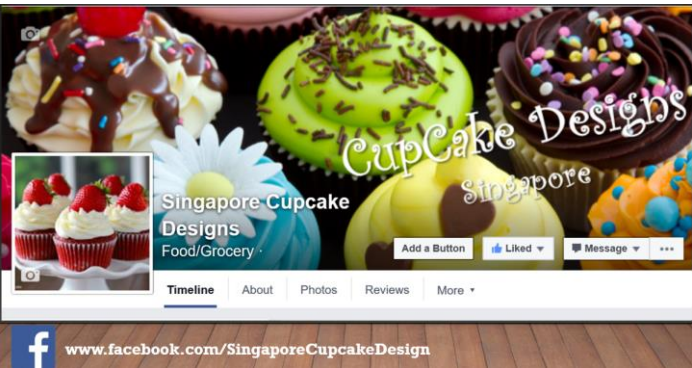 CupCake Designs
Singapore
Singapore Cupcake
Designs
Food/Grocery ·
Add a Button
Liked
Message
Timeline
About
Photos
Reviews
More
f
www.facebook.com/SingaporeCupcakeDesign